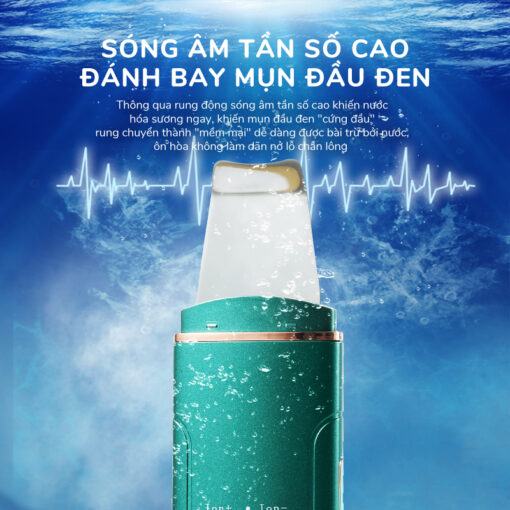 SÓNG ÂM TẦN SỐ CAO
ĐÁNH BAY MỤN ĐẦU ĐEN
Thông qua rung động sóng âm tần số cao khiến nước
hóa sương ngay, khiến mụn đầu đen "cứng đầu"
rung chuyển thành "mềm mại" dễ dàng được bài trừ bởi nước,
ôn hòa không làm dãn nở lỗ chân lông
Ion+ Ion-